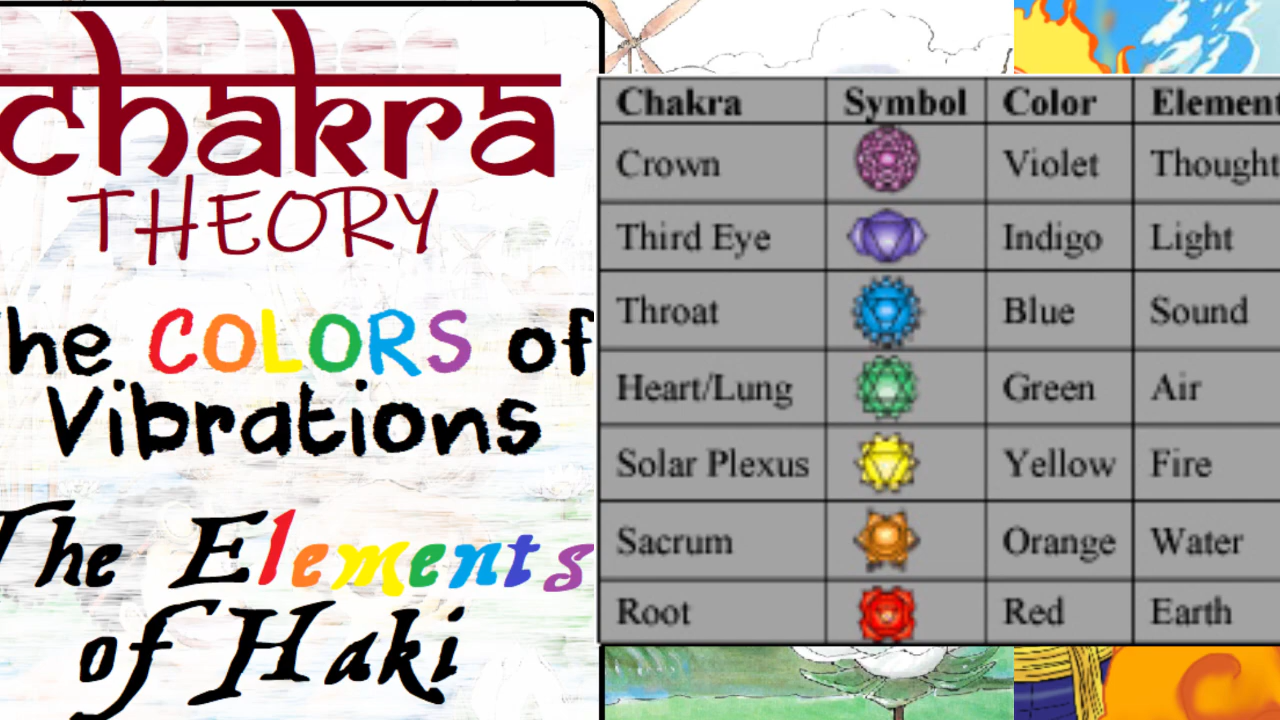 chakra
THEORY
he COLORS of
Vibrations
The Elements
of Haki
Chakra Symbol Color Element
Crown Violet Thought
Third Eye Indigo Light
Throat Blue Sound
Heart/Lung Green Air
Solar Plexus Yellow Fire
Sacrum Orange Water
Root Red Earth